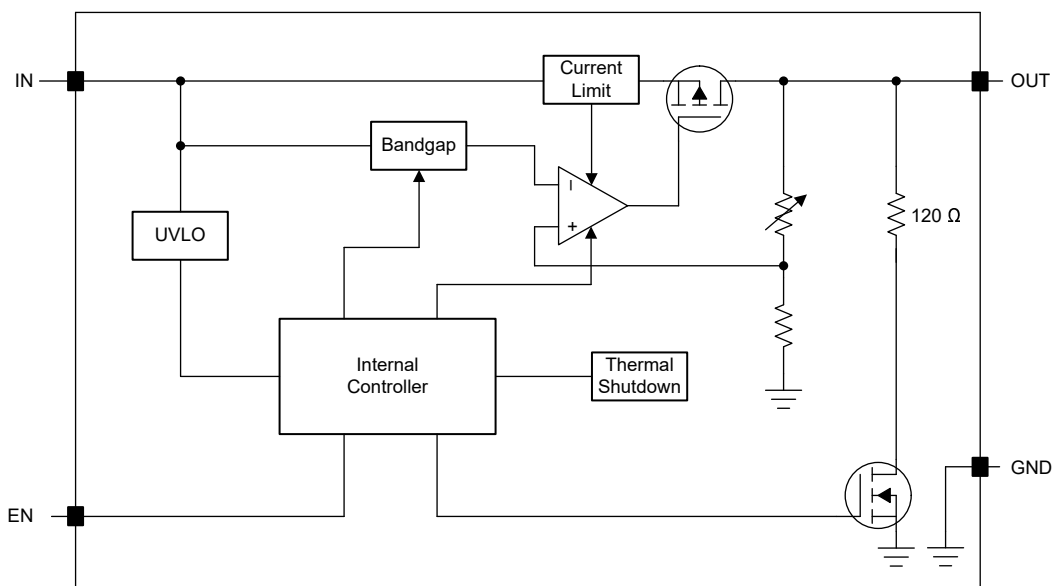 IN
Current
Limit
OUT
Bandgap
−
+
UVLO
120 Ω
Internal
Controller
Thermal
Shutdown
GND
EN